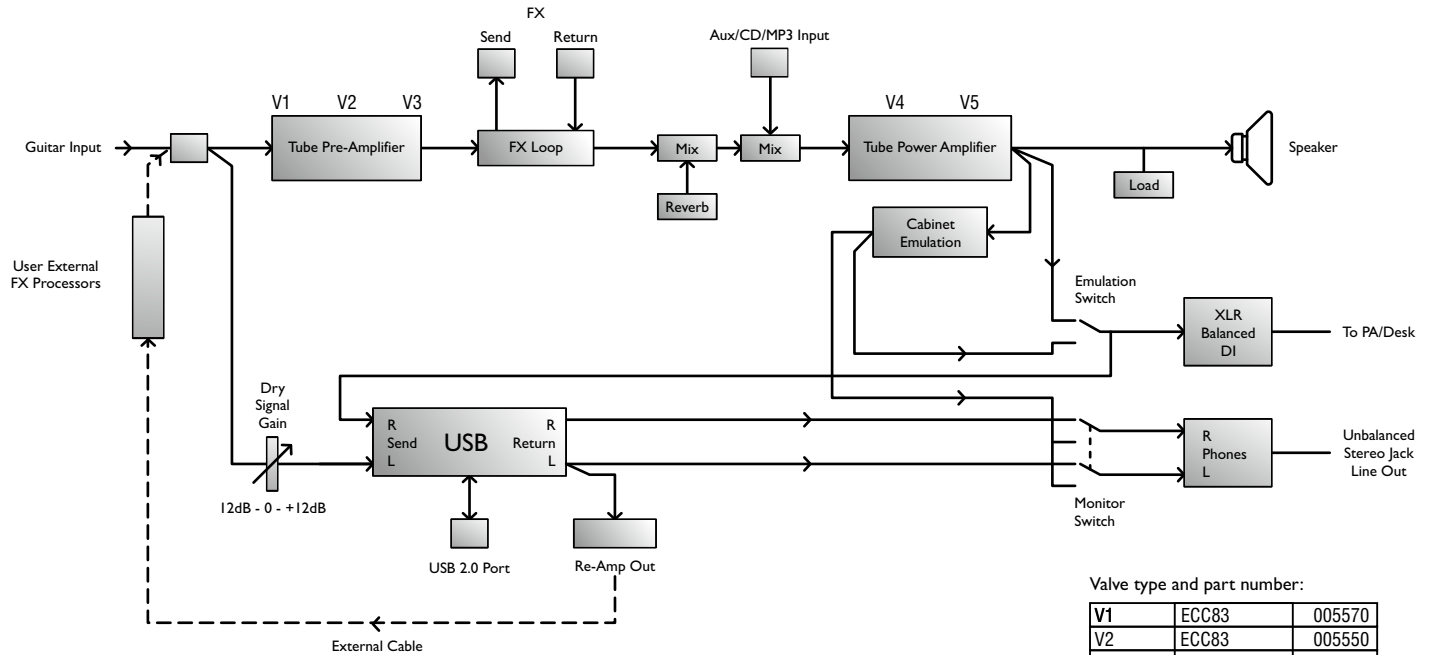 FX
Send
Return
Aux/CD/MP3 Input
V1
V2
V3
V4
V5
Guitar Input
Tube Pre-Amplifier
FX Loop
Mix
Mix
Tube Power Amplifier
Speaker
Load
Reverb
Cabinet
Emulation
User External
FX Processors
Emulation
Switch
XLR
Balanced
DI
To PA/Desk
Dry
Signal
Gain
R
Send
L
USB
R
Return
L
R
Phones
L
Unbalanced
Stereo Jack
Line Out
12dB - 0 - +12dB
Monitor
Switch
USB 2.0 Port
Re-Amp Out
External Cable
Valve type and part number:
V1 ECC83 005570
V2 ECC83 005550